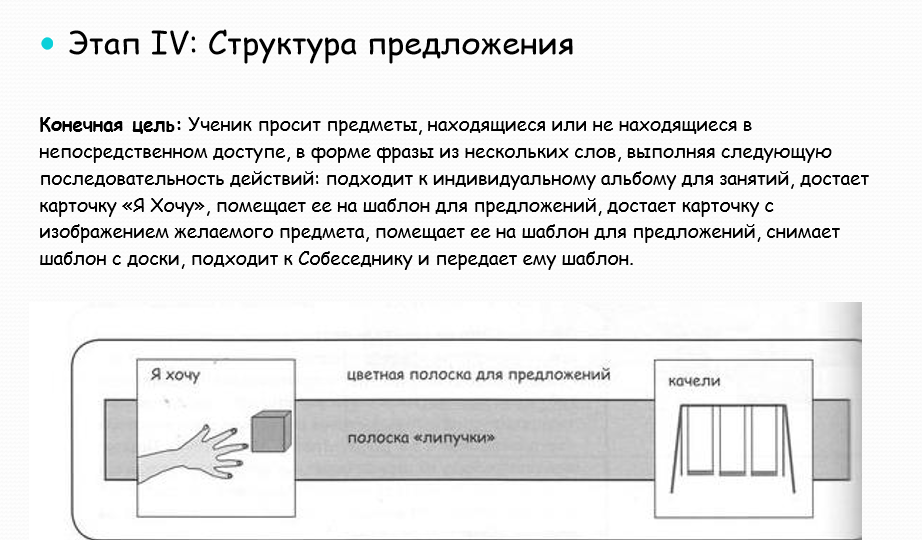 Этап IV: Структура предложения
Конечная цель: Ученик просит предметы, находящиеся или не находящиеся в
непосредственном доступе, в форме фразы из нескольких слов, выполняя следующую
последовательность действий: подходит к индивидуальному альбому для занятий, достает
карточку «Я Хочу», помещает ее на шаблон для предложений, достает карточку с
изображением желаемого предмета, помещает ее на шаблон для предложений, снимает
шаблон с доски, подходит к Собеседнику и передает ему шаблон.
Я хочу
цветная полоска для предложений
качели
полоска «липучки»